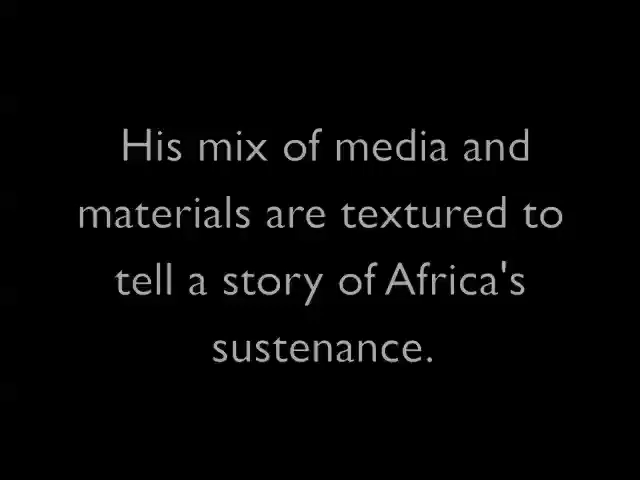 His mix of media and
materials are textured to
tell a story of Africa's
sustenance.